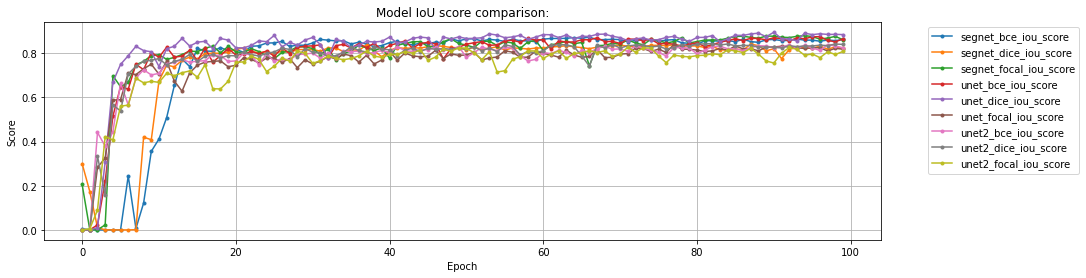 Model IoU score comparison:
Score
0.8
0.6
0.4
0.2
0.0
0
20
40
60
80
100
Epoch
segnet_bce_iou_score
segnet_dice_iou_score
segnet_focal_iou_score
unet_bce_iou_score
unet_dice_iou_score
unet_focal_iou_score
unet2_bce_iou_score
unet2_dice_iou_score
unet2_focal_iou_score